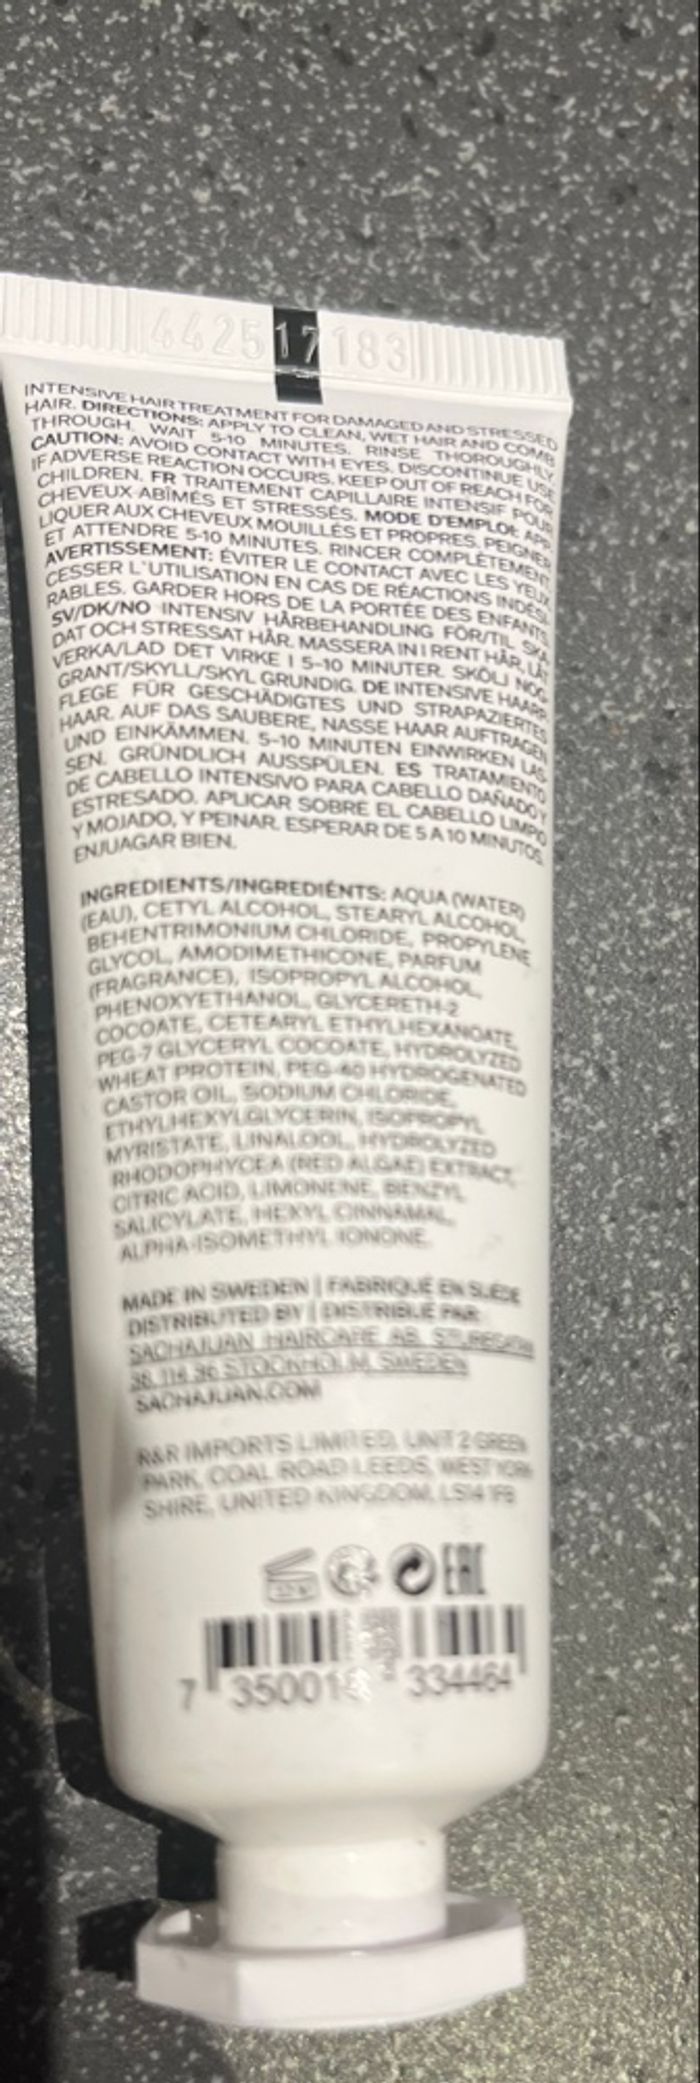 442517183
INTENSIVE HAIR TREATMENT FOR DAMAGED AND STRESSED
HAIR. DIRECTIONS: APPLY TO CLEAN, WET HAIR AND COMB
THROUGH. WAIT 5-10 MINUTES. RINSE THOROUGHLY.
CAUTION: AVOID CONTACT WITH EYES. DISCONTINUE USE
IF ADVERSE REACTION OCCURS. KEEP OUT OF REACH FOR
CHILDREN. FR TRAITEMENT CAPILLAIRE INTENSIF POUR
CHEVEUX ABÎMÉS ET STRESSÉS. MODE D'EMPLOI: APP-
LIQUER AUX CHEVEUX MOUILLÉS ET PROPRES. PEIGNER
ET ATTENDRE 5-10 MINUTES. RINCER COMPLÈTEMENT.
AVERTISSEMENT: ÉVITER LE CONTACT AVEC LES YEUX.
CESSER L'UTILISATION EN CAS DE RÉACTIONS INDÉSI-
RABLES. GARDER HORS DE LA PORTÉE DES ENFANTS.
SV/DK/NO INTENSIV HÅRBEHANDLING FÖR/TIL SKA-
DAT OCH STRESSAT HÅR. MASSERA IN I RENT HÅR, LÅT
VERKA/LAD DET VIRKE I 5-10 MINUTER. SKÖLJ NOG-
GRANT/SKYLL/SKYL GRUNDIG. DE INTENSIVE HAARP-
FLEGE FÜR GESCHÄDIGTES UND STRAPAZIERTES
HAAR. AUF DAS SAUBERE, NASSE HAAR AUFTRAGEN
UND EINKÄMMEN. 5-10 MINUTEN EINWIRKEN LAS-
SEN. GRÜNDLICH AUSSPÜLEN. ES TRATAMIENTO
DE CABELLO INTENSIVO PARA CABELLO DAÑADO Y
ESTRESADO. APLICAR SOBRE EL CABELLO LIMPIO
Y MOJADO, Y PEINAR. ESPERAR DE 5 A 10 MINUTOS.
ENJUAGAR BIEN.
INGREDIENTS/INGREDIÉNTS: AQUA (WATER)
(EAU), CETYL ALCOHOL, STEARYL ALCOHOL,
BEHENTRIMONIUM CHLORIDE, PROPYLENE
GLYCOL, AMODIMETHICONE, PARFUM
(FRAGRANCE), ISOPROPYL ALCOHOL,
PHENOXYETHANOL, GLYCERETH-2
COCOATE, CETEARYL ETHYLHEXANOATE,
PEG-7 GLYCERYL COCOATE, HYDROLYZED
WHEAT PROTEIN, PEG-40 HYDROGENATED
CASTOR OIL, SODIUM CHLORIDE,
ETHYLHEXYLGLYCERIN, ISOPROPYL
MYRISTATE, LINALOOL, HYDROLYZED
RHODOPHYCEA (RED ALGAE) EXTRACT,
CITRIC ACID, LIMONENE, BENZYL
SALICYLATE, HEXYL CINNAMAL,
ALPHA-ISOMETHYL IONONE.
MADE IN SWEDEN | FABRIQUÉ EN SUÈDE
DISTRIBUTED BY | DISTRIBUÉ PAR:
SACHAJUAN HAIRCARE AB, STUREGATAN
38, 114 36 STOCKHOLM, SWEDEN
SACHAJUAN.COM
R&R IMPORTS LIMITED, UNIT 2 GREEN
PARK, COAL ROAD LEEDS, WEST YORK-
SHIRE, UNITED KINGDOM, LS14 1FB
EAC
7 35001 334464